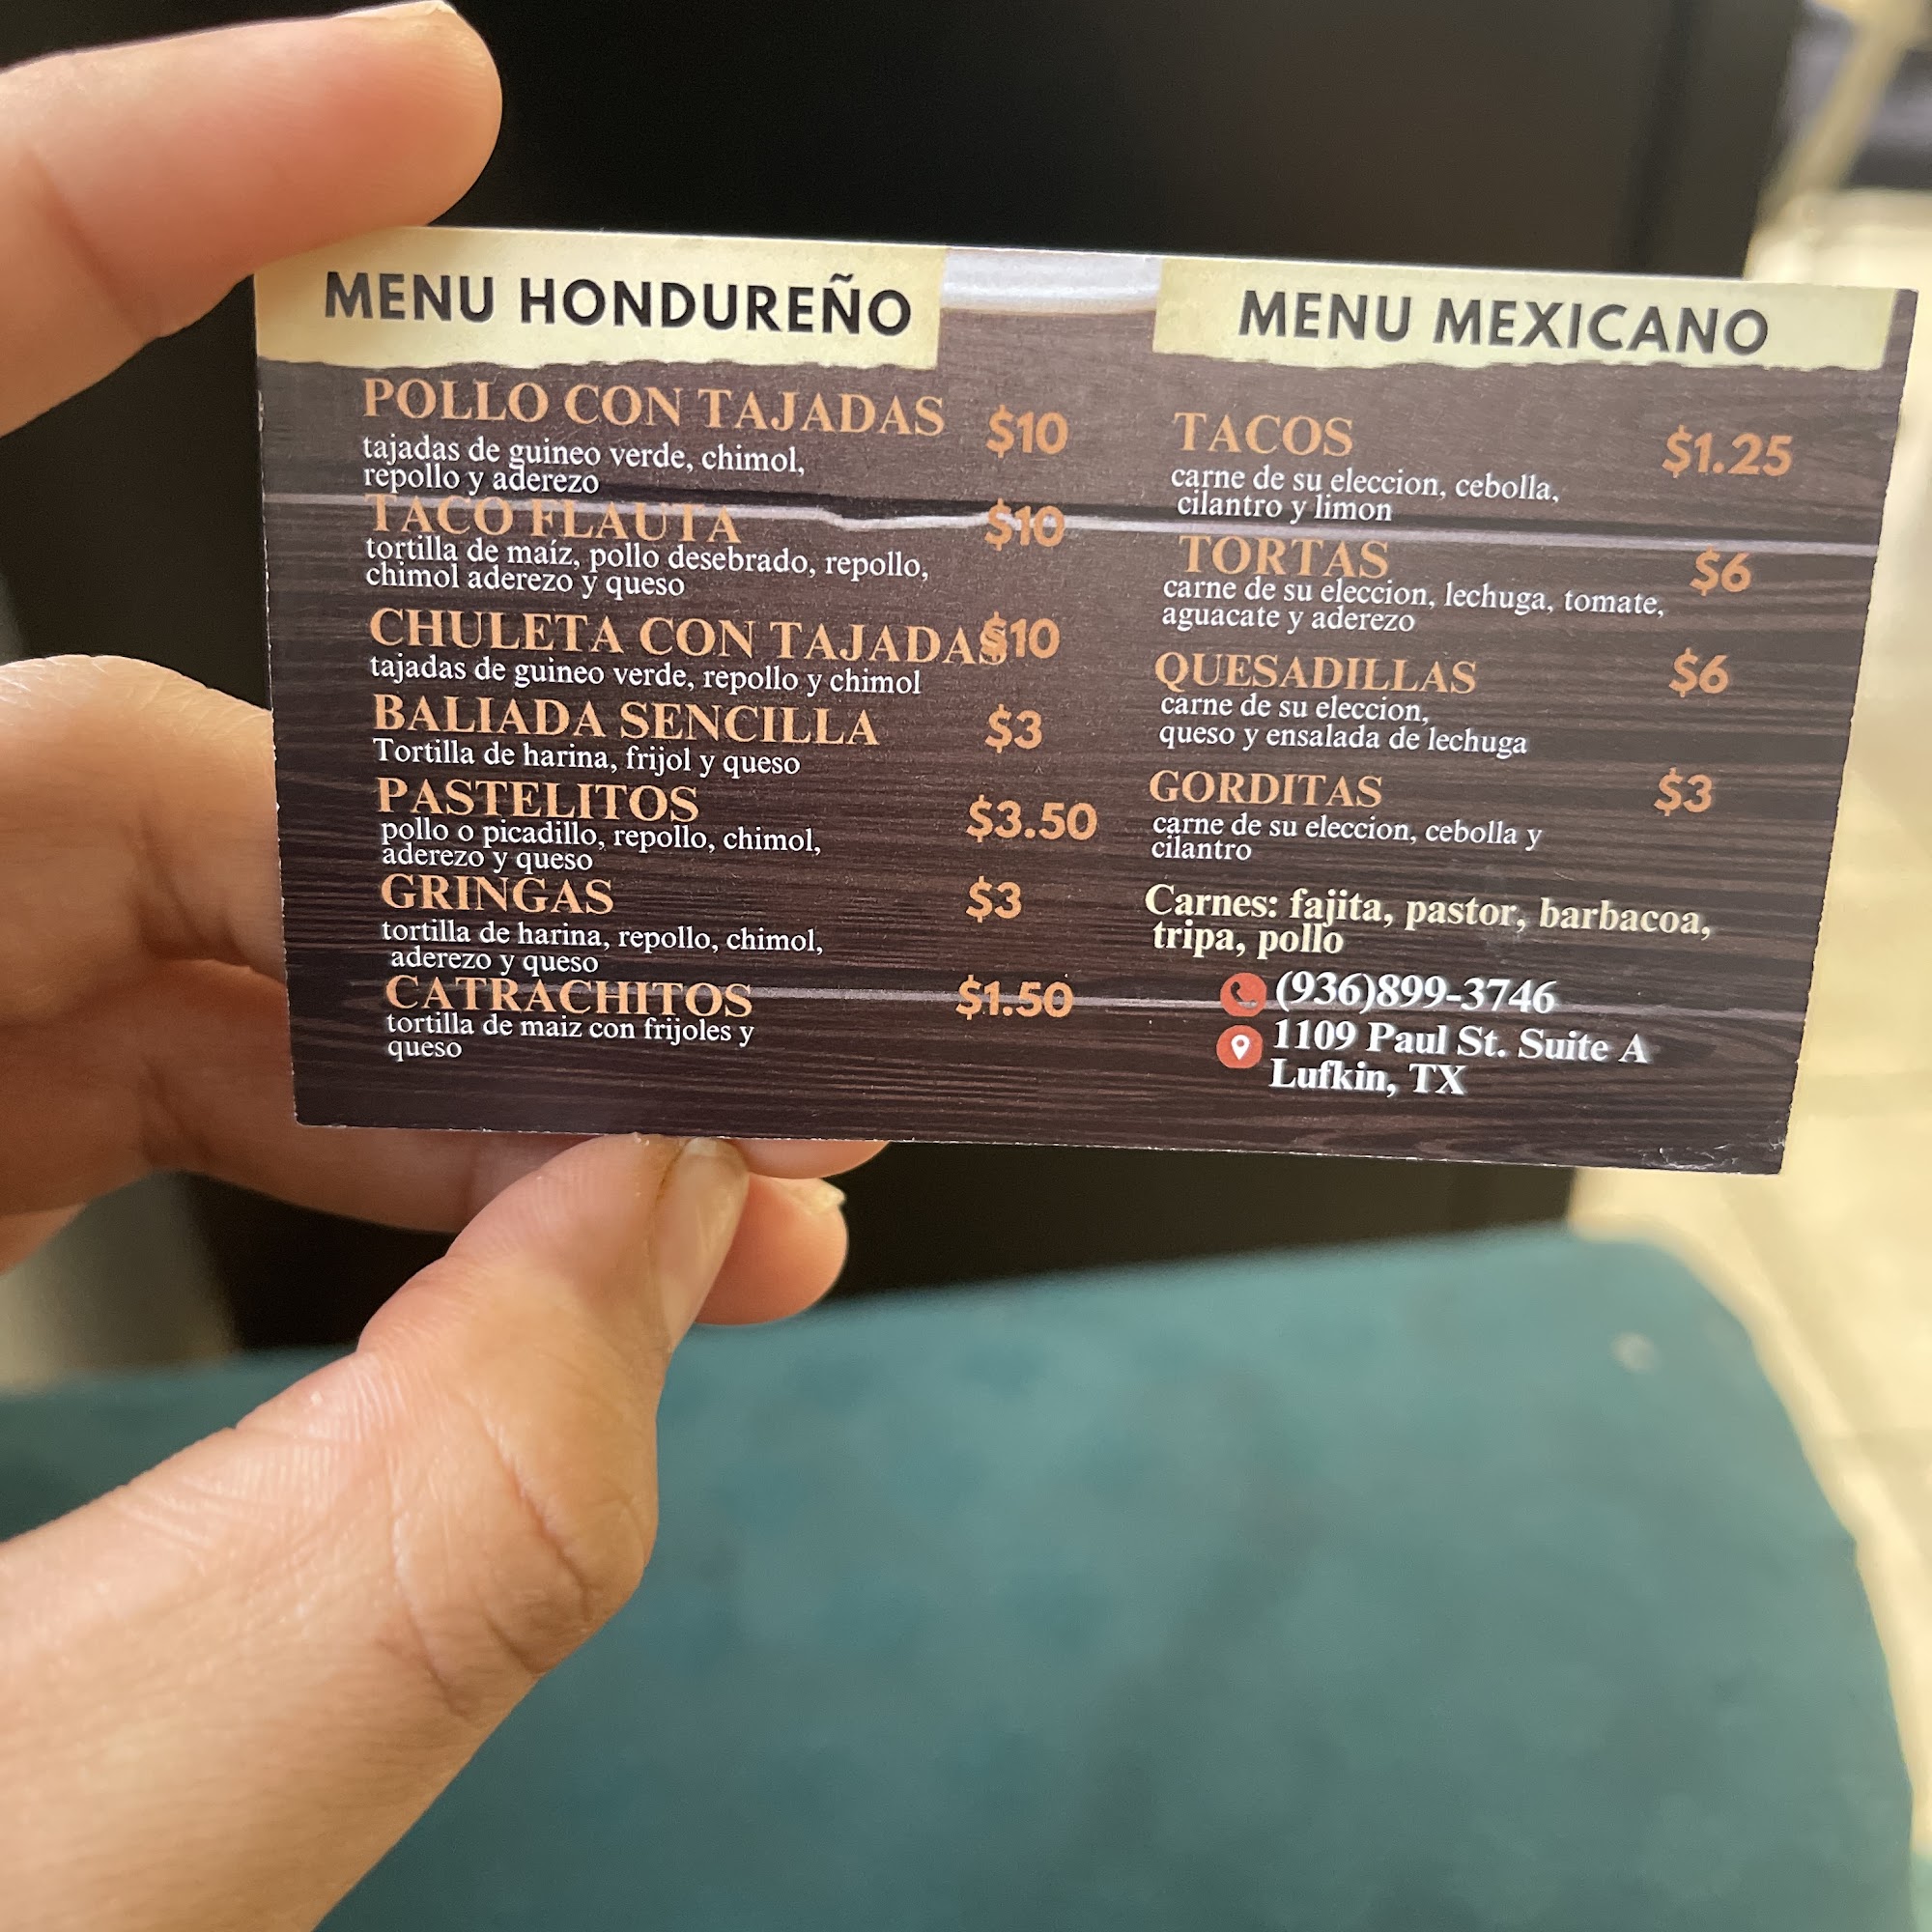 MENU HONDUREÑO
POLLO CON TAJADAS $10
tajadas de guineo verde, chimol,
repollo y aderezo
TACO FLAUTA $10
tortilla de maíz, pollo desebrado, repollo,
chimol aderezo y queso
CHULETA CON TAJADAS $10
tajadas de guineo verde, repollo y chimol
BALIADA SENCILLA $3
Tortilla de harina, frijol y queso
PASTELITOS $3.50
pollo o picadillo, repollo, chimol,
aderezo y queso
GRINGAS $3
tortilla de harina, repollo, chimol,
aderezo y queso
CATRACHITOS $1.50
tortilla de maiz con frijoles y
queso
MENU MEXICANO
TACOS $1.25
carne de su eleccion, cebolla,
cilantro y limon
TORTAS $6
carne de su eleccion, lechuga, tomate,
aguacate y aderezo
QUESADILLAS $6
carne de su eleccion,
queso y ensalada de lechuga
GORDITAS $3
carne de su eleccion, cebolla y
cilantro
Carnes: fajita, pastor, barbacoa,
tripa, pollo
(936)899-3746
1109 Paul St. Suite A
Lufkin, TX